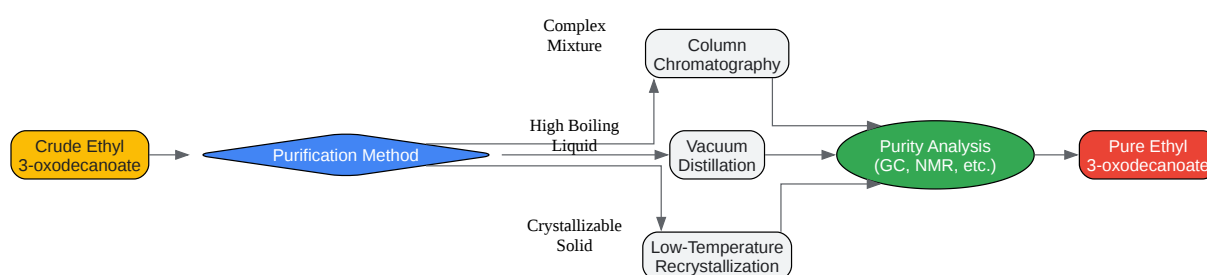 Complex
Mixture
Column
Chromatography
Crude Ethyl
3-oxodecanoate
Purification Method
High Boiling
Liquid
Vacuum
Distillation
Purity Analysis
(GC, NMR, etc.)
Pure Ethyl
3-oxodecanoate
Crystallizable
Solid
Low-Temperature
Recrystallization